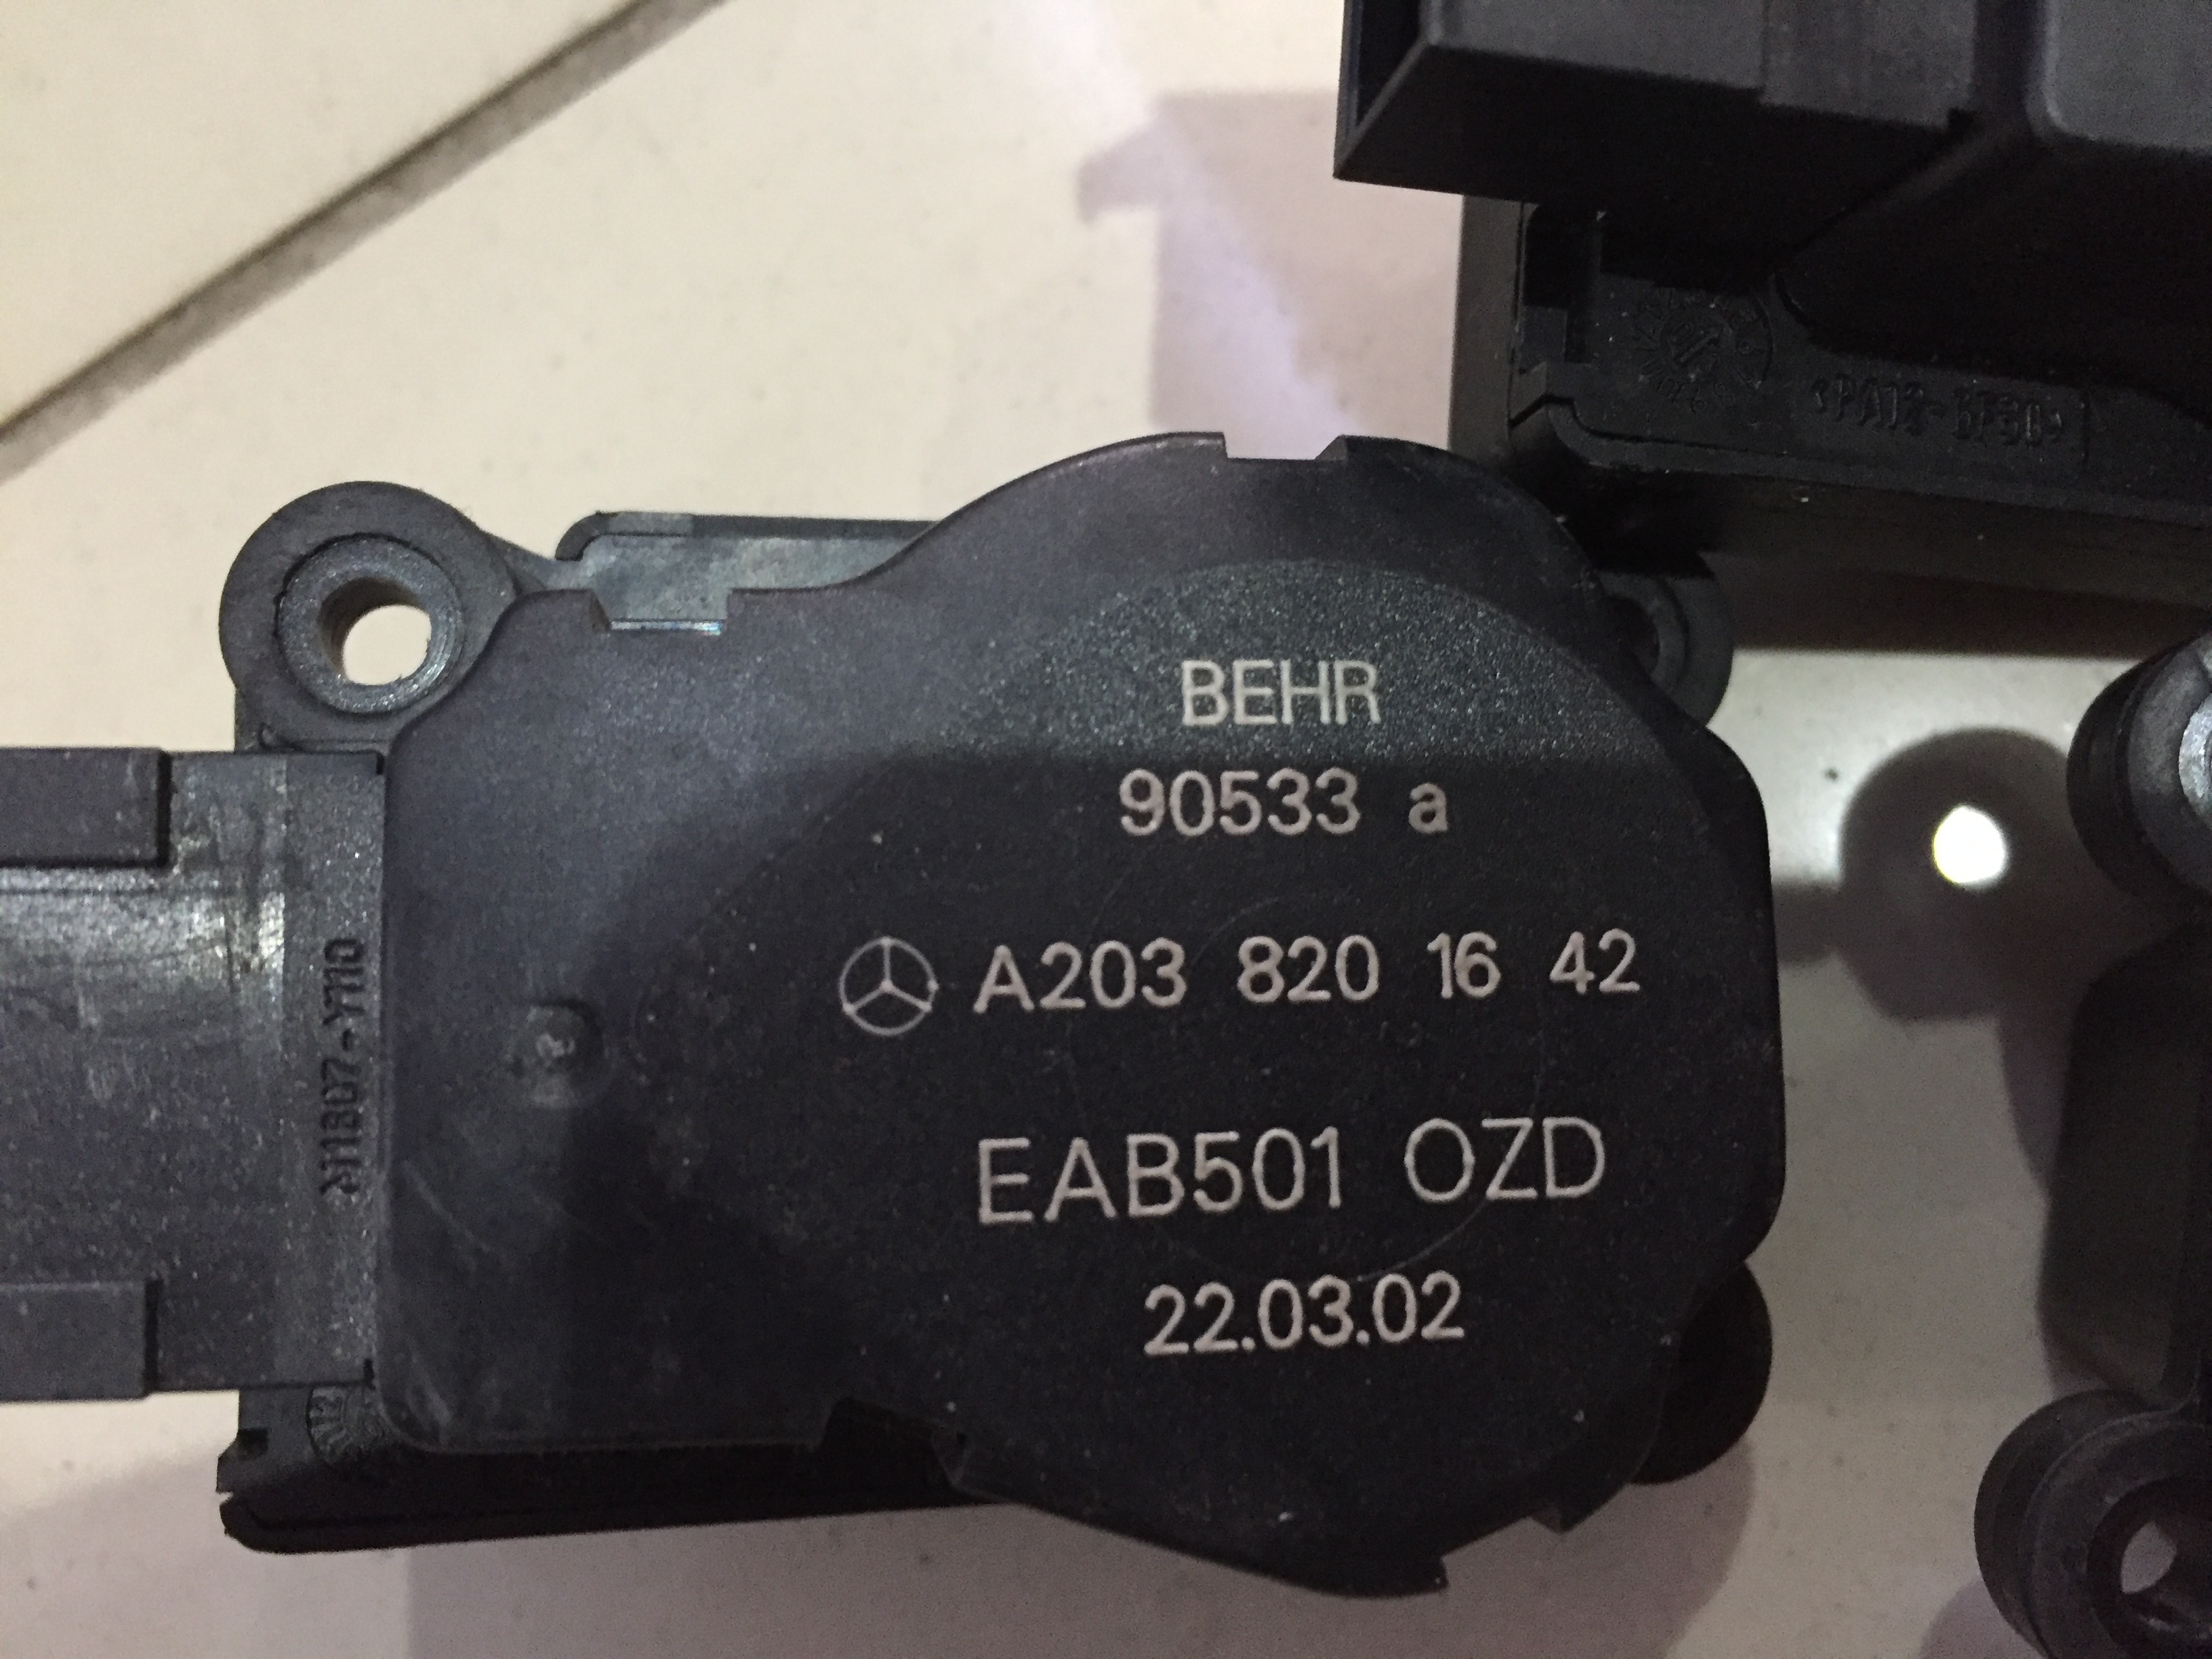 BEHR
90533 a
A203 820 16 42
EAB501 OZD
22.03.02